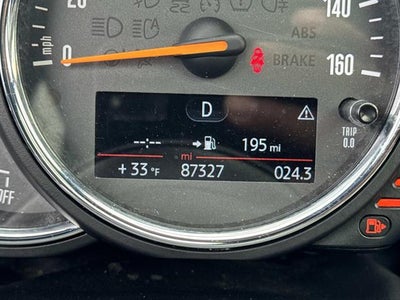 20
140
mph
ABS
0
BRAKE
160
D
TRIP
0.0
--:--
195 mi
mi
+33 °F
87327
024.3
OFF